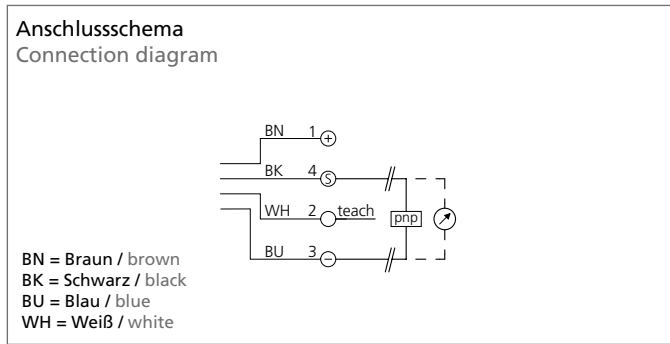 Anschlussschema
Connection diagram
BN 1 +
BK 4 S
WH 2 teach
pnp
BU 3 −
BN = Braun / brown
BK = Schwarz / black
BU = Blau / blue
WH = Weiß / white